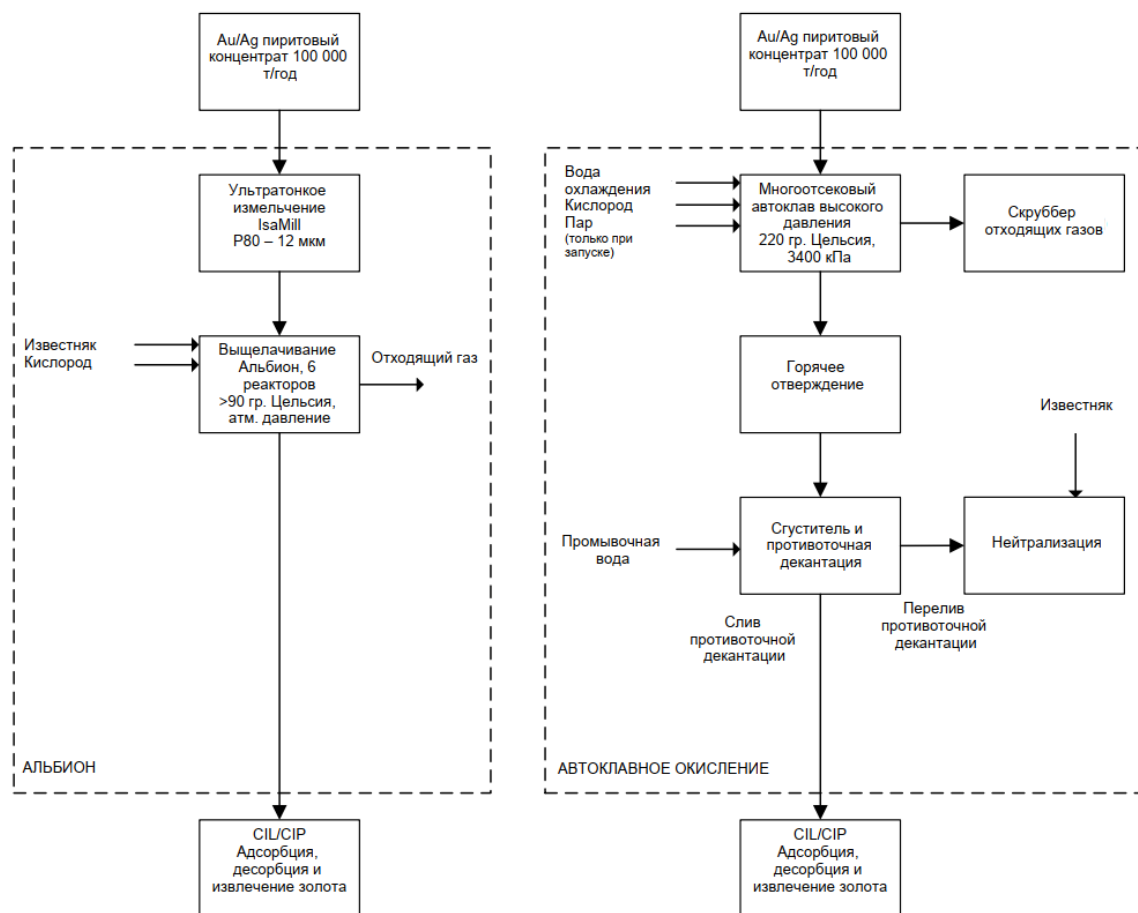 Au/Ag пиритовый
концентрат 100 000
т/год
Ультратонкое
измельчение
IsaMill
P80 – 12 мкм
Известняк
Кислород
Выщелачивание
Альбион, 6
реакторов
>90 гр. Цельсия,
атм. давление
Отходящий газ
АЛЬБИОН
CIL/CIP
Адсорбция,
десорбция и
извлечение золота
Au/Ag пиритовый
концентрат 100 000
т/год
Вода
охлаждения
Кислород
Пар
(только при
запуске)
Многоотсековый
автоклав высокого
давления
220 гр. Цельсия,
3400 кПа
Скруббер
отходящих газов
Горячее
отверждение
Известняк
Промывочная
вода
Сгуститель и
противоточная
декантация
Нейтрализация
Слив
противоточной
декантации
Перелив
противоточной
декантации
АВТОКЛАВНОЕ ОКИСЛЕНИЕ
CIL/CIP
Адсорбция,
десорбция и
извлечение золота